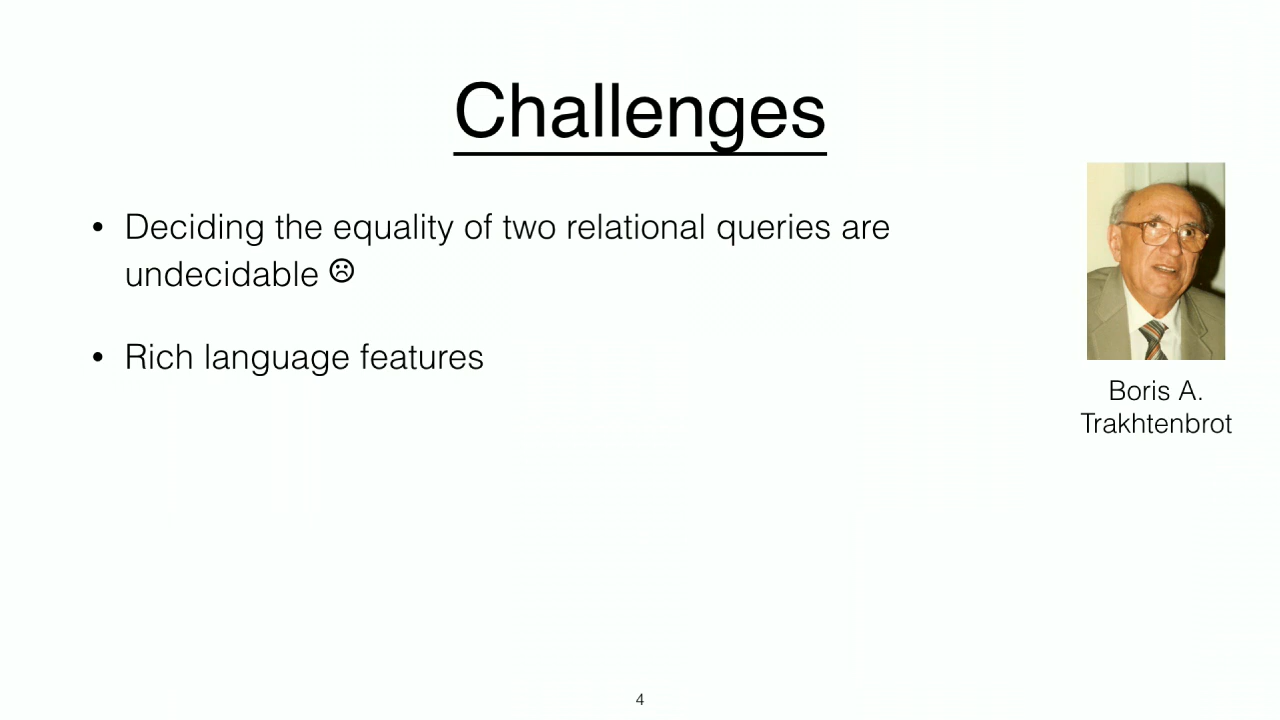 Challenges
• Deciding the equality of two relational queries are
undecidable ☹
• Rich language features
Boris A.
Trakhtenbrot
4